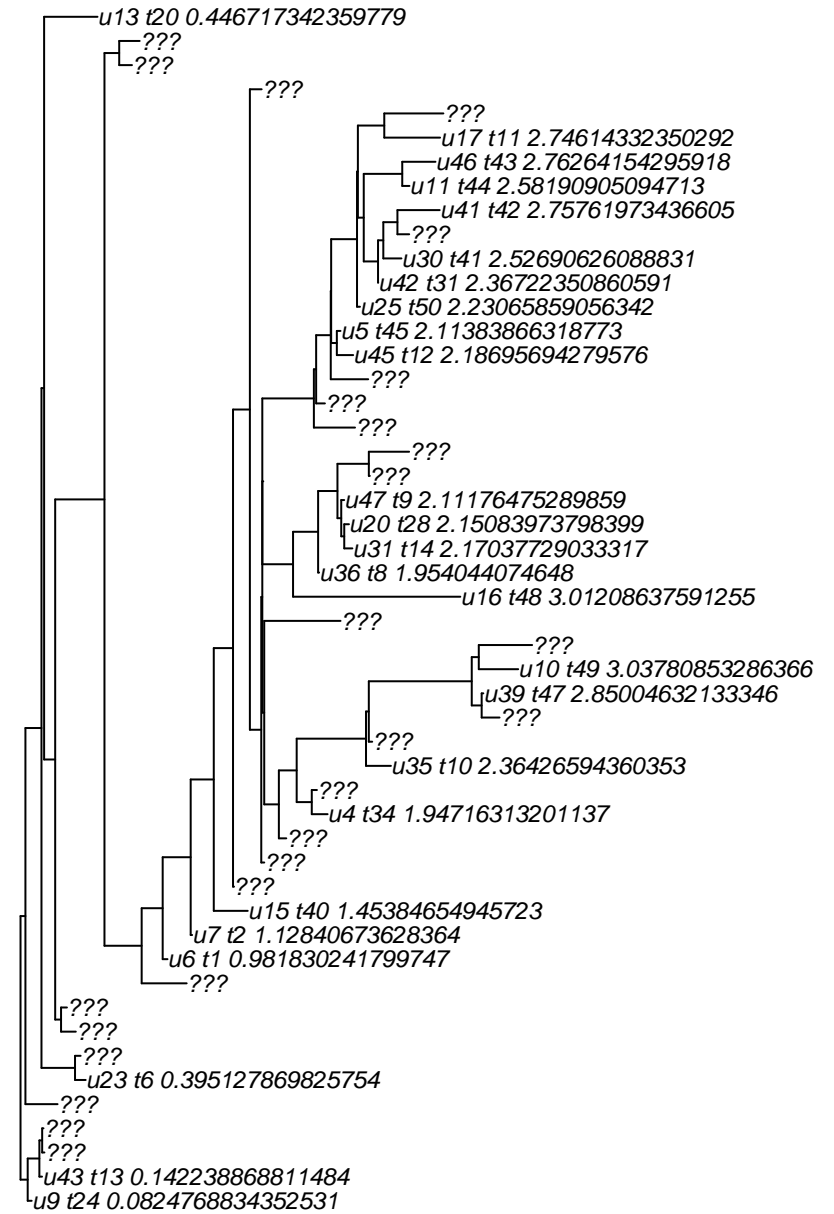 u13 t20 0.446717342359779
???
???
???
???
u17 t11 2.74614332350292
u46 t43 2.76264154295918
u11 t44 2.58190905094713
u41 t42 2.75761973436605
???
u30 t41 2.52690626088831
u42 t31 2.36722350860591
u25 t50 2.23065859056342
u5 t45 2.11383866318773
u45 t12 2.18695694279576
???
???
???
???
???
u47 t9 2.11176475289859
u20 t28 2.15083973798399
u31 t14 2.17037729033317
u36 t8 1.954044074648
u16 t48 3.01208637591255
???
???
u10 t49 3.03780853286366
u39 t47 2.85004632133346
???
???
u35 t10 2.36426594360353
???
u4 t34 1.94716313201137
???
???
???
u15 t40 1.45384654945723
u7 t2 1.12840673628364
u6 t1 0.981830241799747
???
???
???
???
u23 t6 0.395127869825754
???
???
???
u43 t13 0.142238868811484
u9 t24 0.0824768834352531